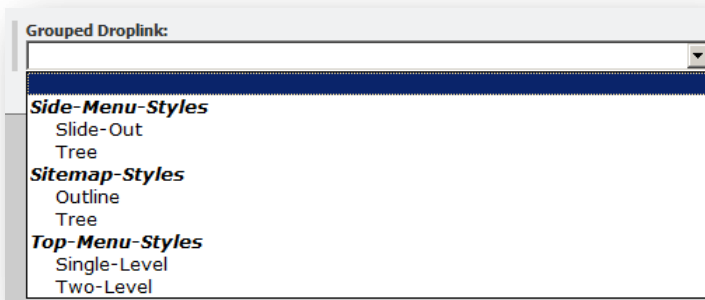 Grouped Droplink:
Side-Menu-Styles
Slide-Out
Tree
Sitemap-Styles
Outline
Tree
Top-Menu-Styles
Single-Level
Two-Level